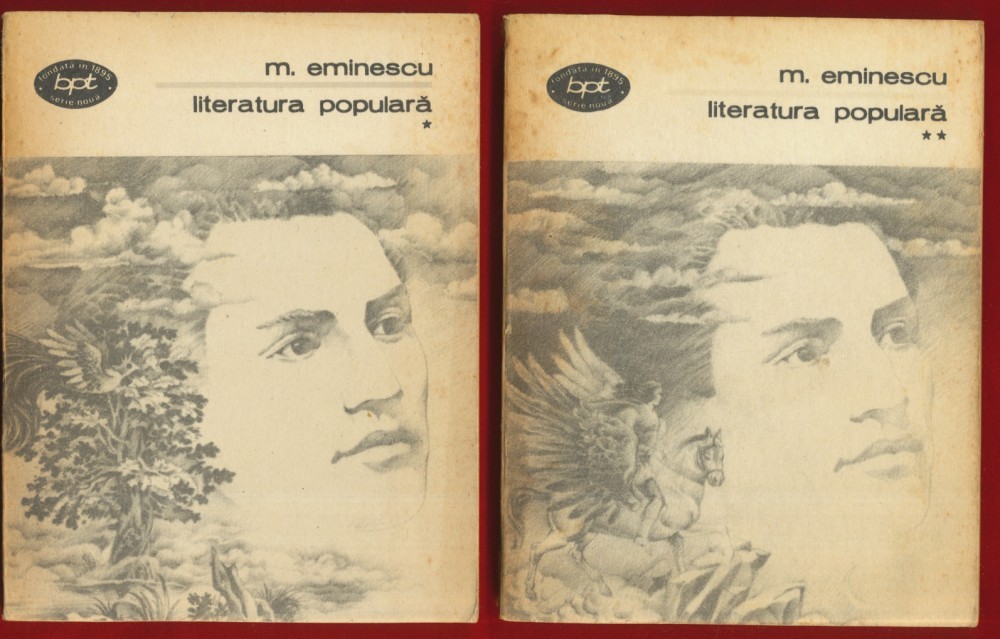 fondată în 1895
bpt
serie nouă
m. eminescu
literatura populară
*
fondată în 1895
bpt
serie nouă
m. eminescu
literatura populară
**